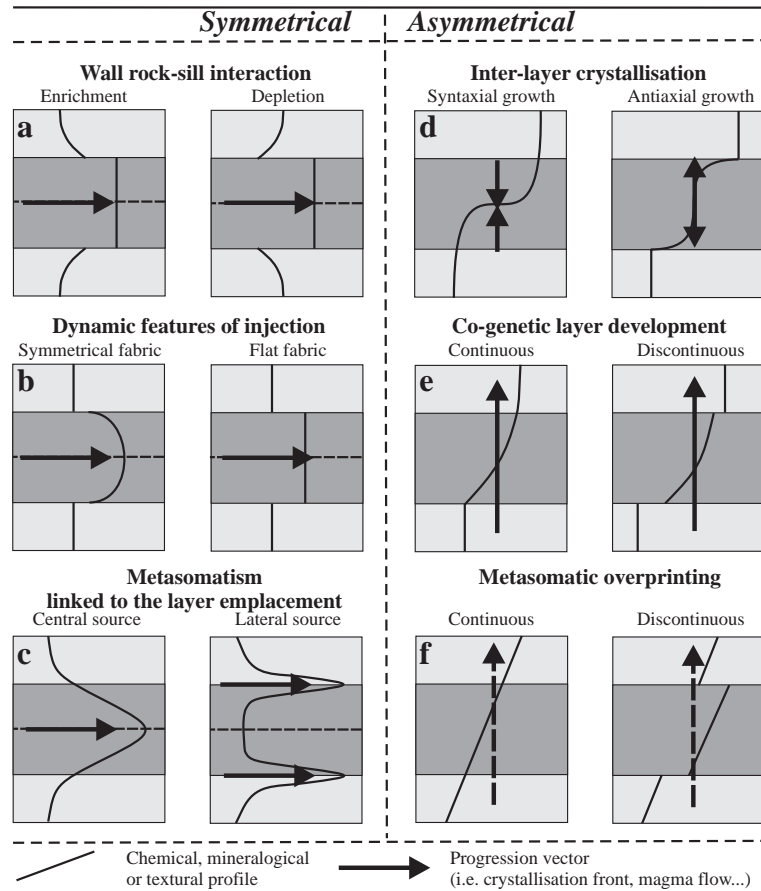 Symmetrical Asymmetrical
Wall rock-sill interaction
Enrichment Depletion
a
Inter-layer crystallisation
Syntaxial growth Antiaxial growth
d
Dynamic features of injection
Symmetrical fabric Flat fabric
b
Co-genetic layer development
Continuous Discontinuous
e
Metasomatism
linked to the layer emplacement
Central source Lateral source
c
Metasomatic overprinting
Continuous Discontinuous
f
Chemical, mineralogical
or textural profile
Progression vector
(i.e. crystallisation front, magma flow...)